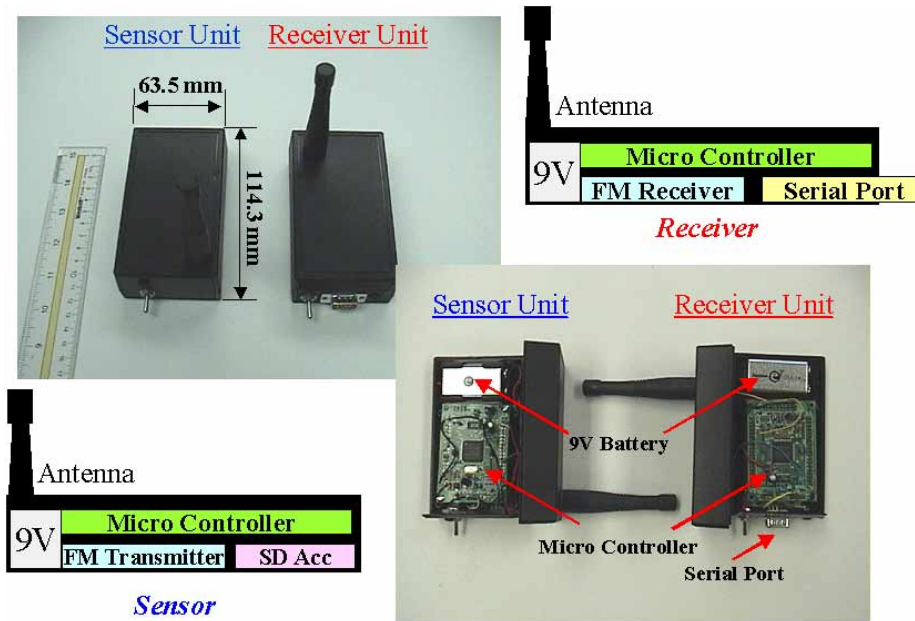 Sensor Unit
Receiver Unit
63.5 mm
114.3 mm
Antenna
9V
Micro Controller
FM Receiver
Serial Port
Receiver
Sensor Unit
Receiver Unit
9V Battery
Micro Controller
Serial Port
Antenna
9V
Micro Controller
FM Transmitter
SD Acc
Sensor